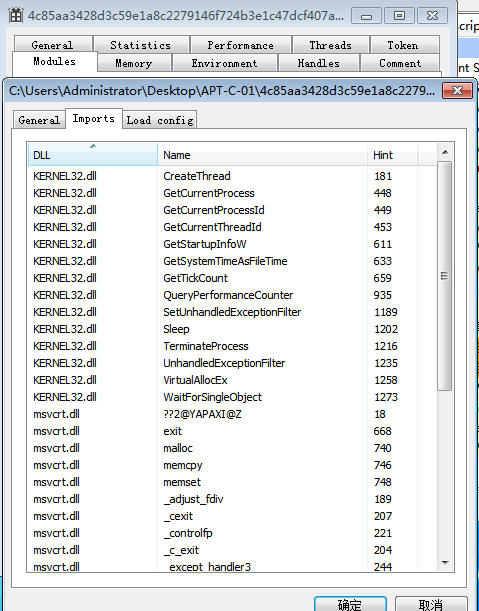 4c85aa3428d3c59e1a8c2279146f724b3e1c47dcf407a...
General Statistics Performance Threads Token
Modules Memory Environment Handles Comment
C:\Users\Administrator\Desktop\APT-C-01\4c85aa3428d3c59e1a8c2279...
General Imports Load config
DLL Name Hint
KERNEL32.dll CreateThread 181
KERNEL32.dll GetCurrentProcess 448
KERNEL32.dll GetCurrentProcessId 449
KERNEL32.dll GetCurrentThreadId 453
KERNEL32.dll GetStartupInfoW 611
KERNEL32.dll GetSystemTimeAsFileTime 633
KERNEL32.dll GetTickCount 659
KERNEL32.dll QueryPerformanceCounter 935
KERNEL32.dll SetUnhandledExceptionFilter 1189
KERNEL32.dll Sleep 1202
KERNEL32.dll TerminateProcess 1216
KERNEL32.dll UnhandledExceptionFilter 1235
KERNEL32.dll VirtualAllocEx 1258
KERNEL32.dll WaitForSingleObject 1273
msvcrt.dll ??2@YAPAXI@Z 18
msvcrt.dll exit 668
msvcrt.dll malloc 740
msvcrt.dll memcpy 746
msvcrt.dll memset 748
msvcrt.dll _adjust_fdiv 189
msvcrt.dll _cexit 207
msvcrt.dll _controlfp 221
msvcrt.dll _c_exit 204
msvcrt.dll _except_handler3 244
确定 取消